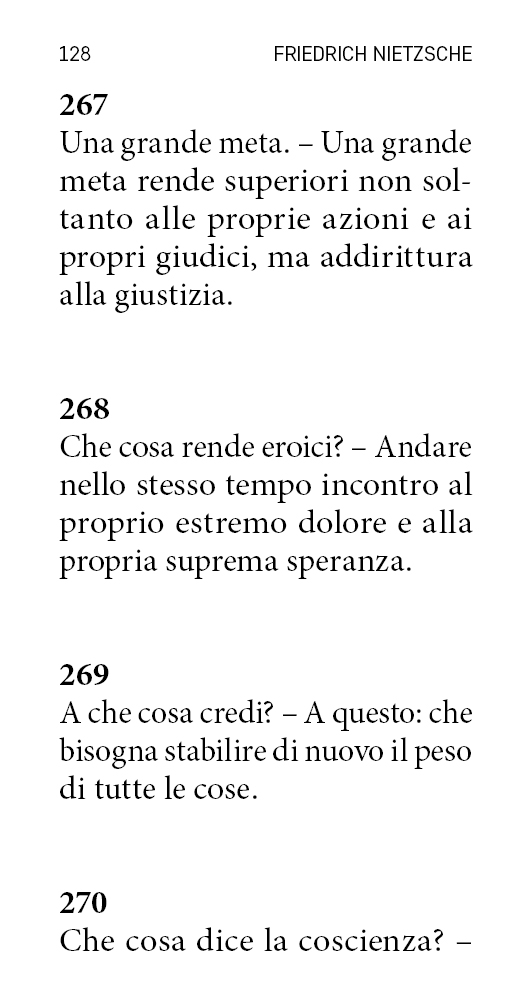 128 FRIEDRICH NIETZSCHE
267
Una grande meta. – Una grande
meta rende superiori non sol-
tanto alle proprie azioni e ai
propri giudici, ma addirittura
alla giustizia.
268
Che cosa rende eroici? – Andare
nello stesso tempo incontro al
proprio estremo dolore e alla
propria suprema speranza.
269
A che cosa credi? – A questo: che
bisogna stabilire di nuovo il peso
di tutte le cose.
270
Che cosa dice la coscienza? –